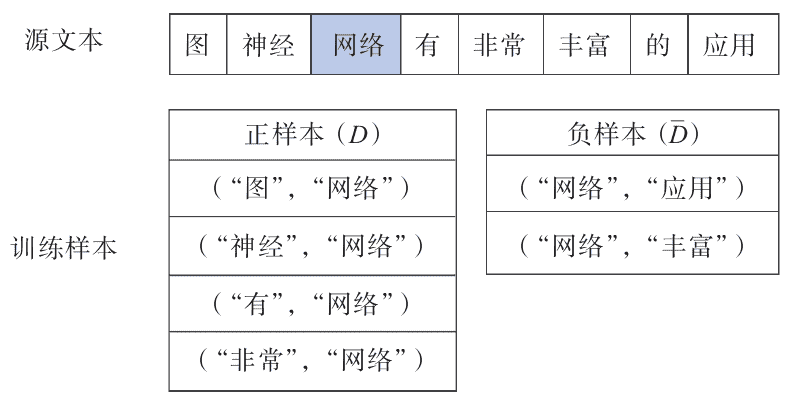 源文本 图 神经 网络 有 非常 丰富 的 应用
训练样本
正样本 (D)
(“图”, “网络”)
(“神经”, “网络”)
(“有”, “网络”)
(“非常”, “网络”)
负样本 (D̄)
(“网络”, “应用”)
(“网络”, “丰富”)